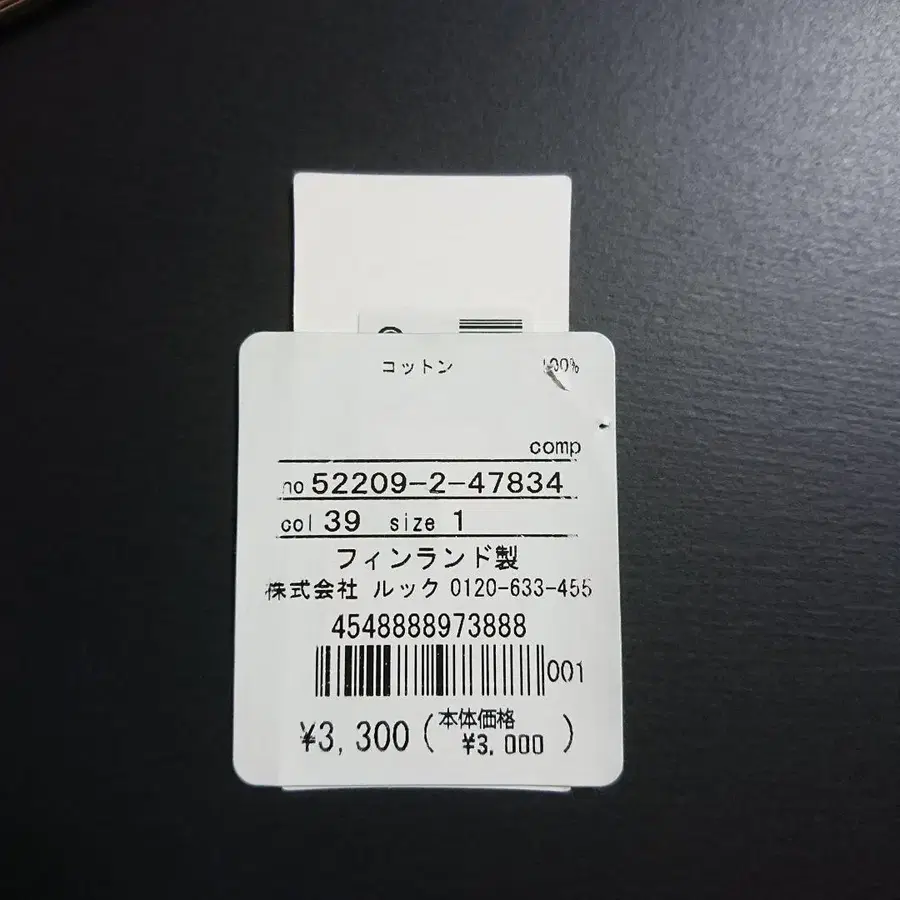 コットン 100%
comp
no 52209-2-47834
col 39 size 1
フィンランド製
株式会社 ルック 0120-633-455
4548888973888
001
¥3,300 (本体価格 ¥3,000)